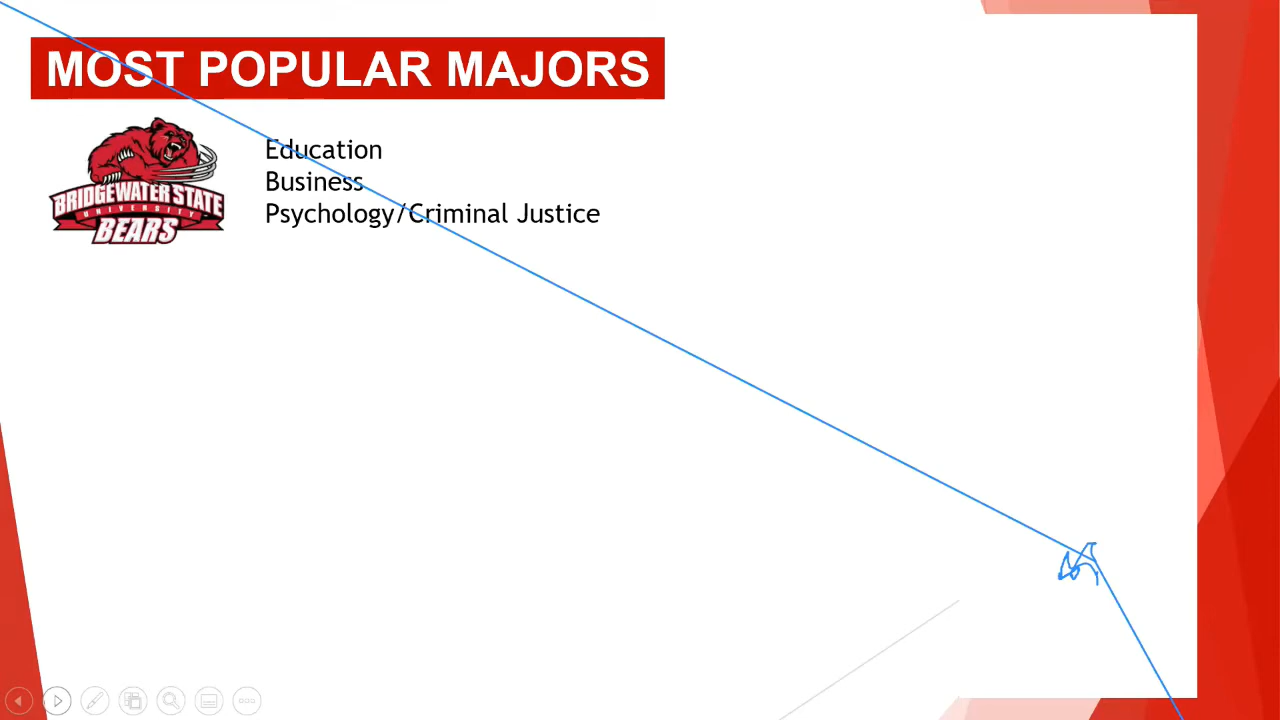 MOST POPULAR MAJORS
Education
Business
Psychology/Criminal Justice
BRIDGEWATER STATE
UNIVERSITY
BEARS